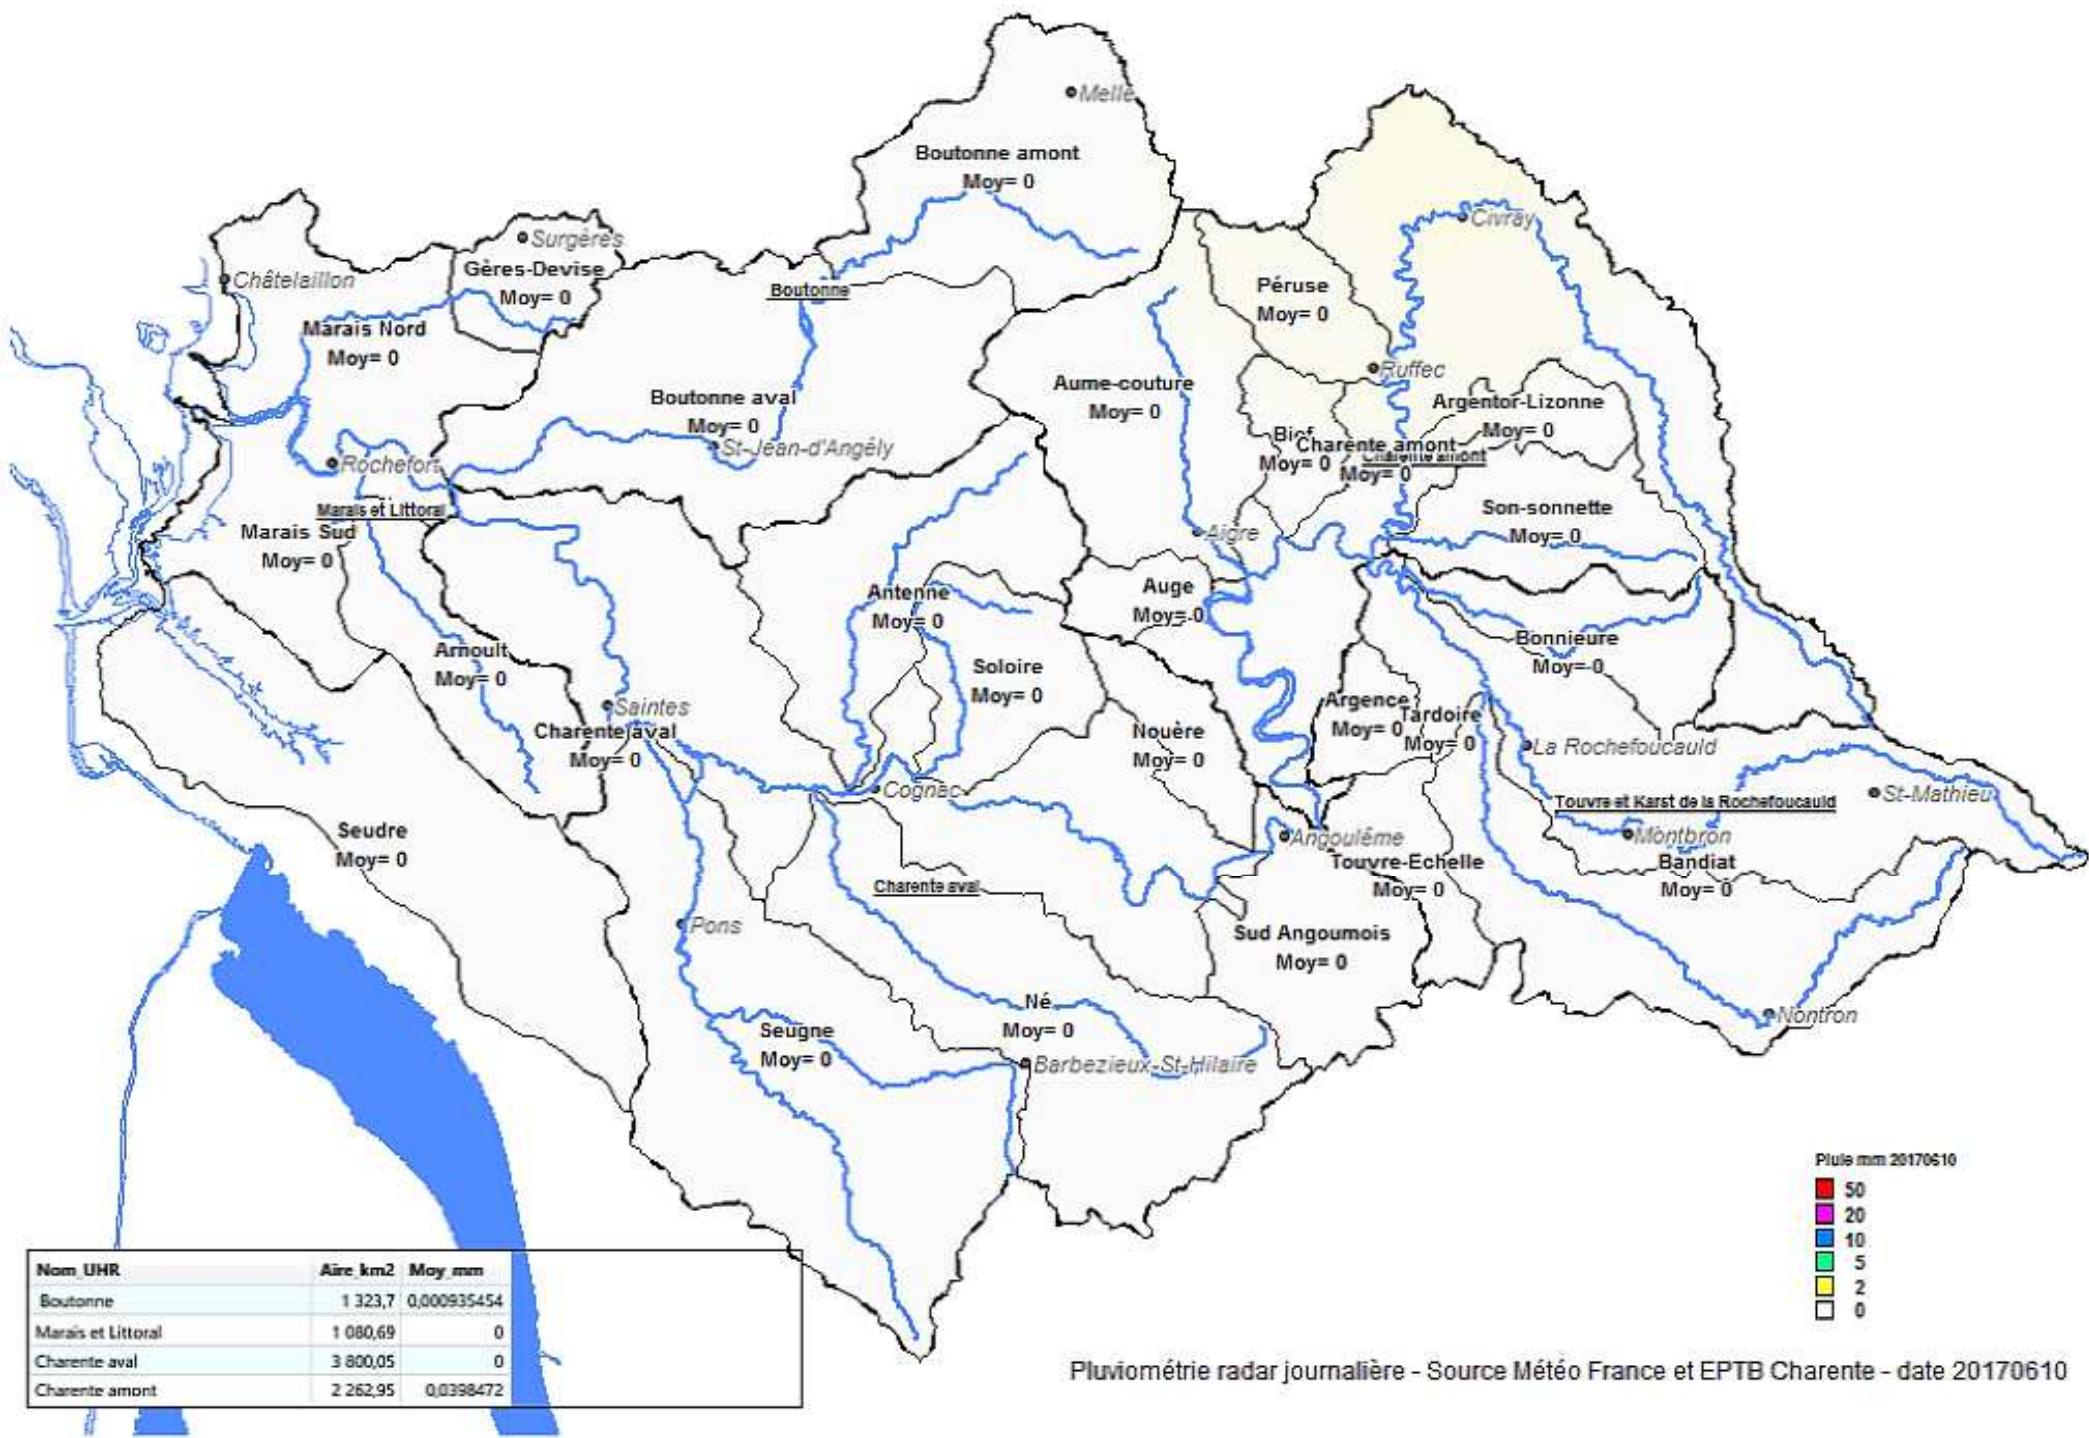 Melle
Boutonne amont
Moy= 0
Civray
Surgères
Gères-Devise
Moy= 0
Châtelaillon
Boutonne
Péruse
Moy= 0
Marais Nord
Moy= 0
Ruffec
Aume-couture
Moy= 0
Boutonne aval
Moy= 0
St-Jean-d'Angély
Argentor-Lizonne
Moy= 0
Bief
Moy= 0
Charente amont
Moy= 0
Charente amont
Rochefort
Marais et Littoral
Marais Sud
Moy= 0
Son-sonnette
Moy= 0
Aigre
Antenne
Moy= 0
Auge
Moy= 0
Bonnieure
Moy= 0
Arnoult
Moy= 0
Soloire
Moy= 0
Saintes
Charente aval
Moy= 0
Nouère
Moy= 0
Argence
Moy= 0
Tardoire
Moy= 0
La Rochefoucauld
Cognac
St-Mathieu
Touvre et Karst de la Rochefoucauld
Seudre
Moy= 0
Angoulême
Montbron
Touvre-Echelle
Moy= 0
Bandiat
Moy= 0
Charente aval
Pons
Sud Angoumois
Moy= 0
Né
Moy= 0
Nontron
Seugne
Moy= 0
Barbezieux-St-Hilaire
Pluie mm 20170610
50
20
10
5
2
0
Nom_UHR Aire_km2 Moy_mm
Boutonne 1 323,7 0,000935454
Marais et Littoral 1 080,69 0
Charente aval 3 800,05 0
Charente amont 2 262,95 0,0398472
Pluviométrie radar journalière - Source Météo France et EPTB Charente - date 20170610